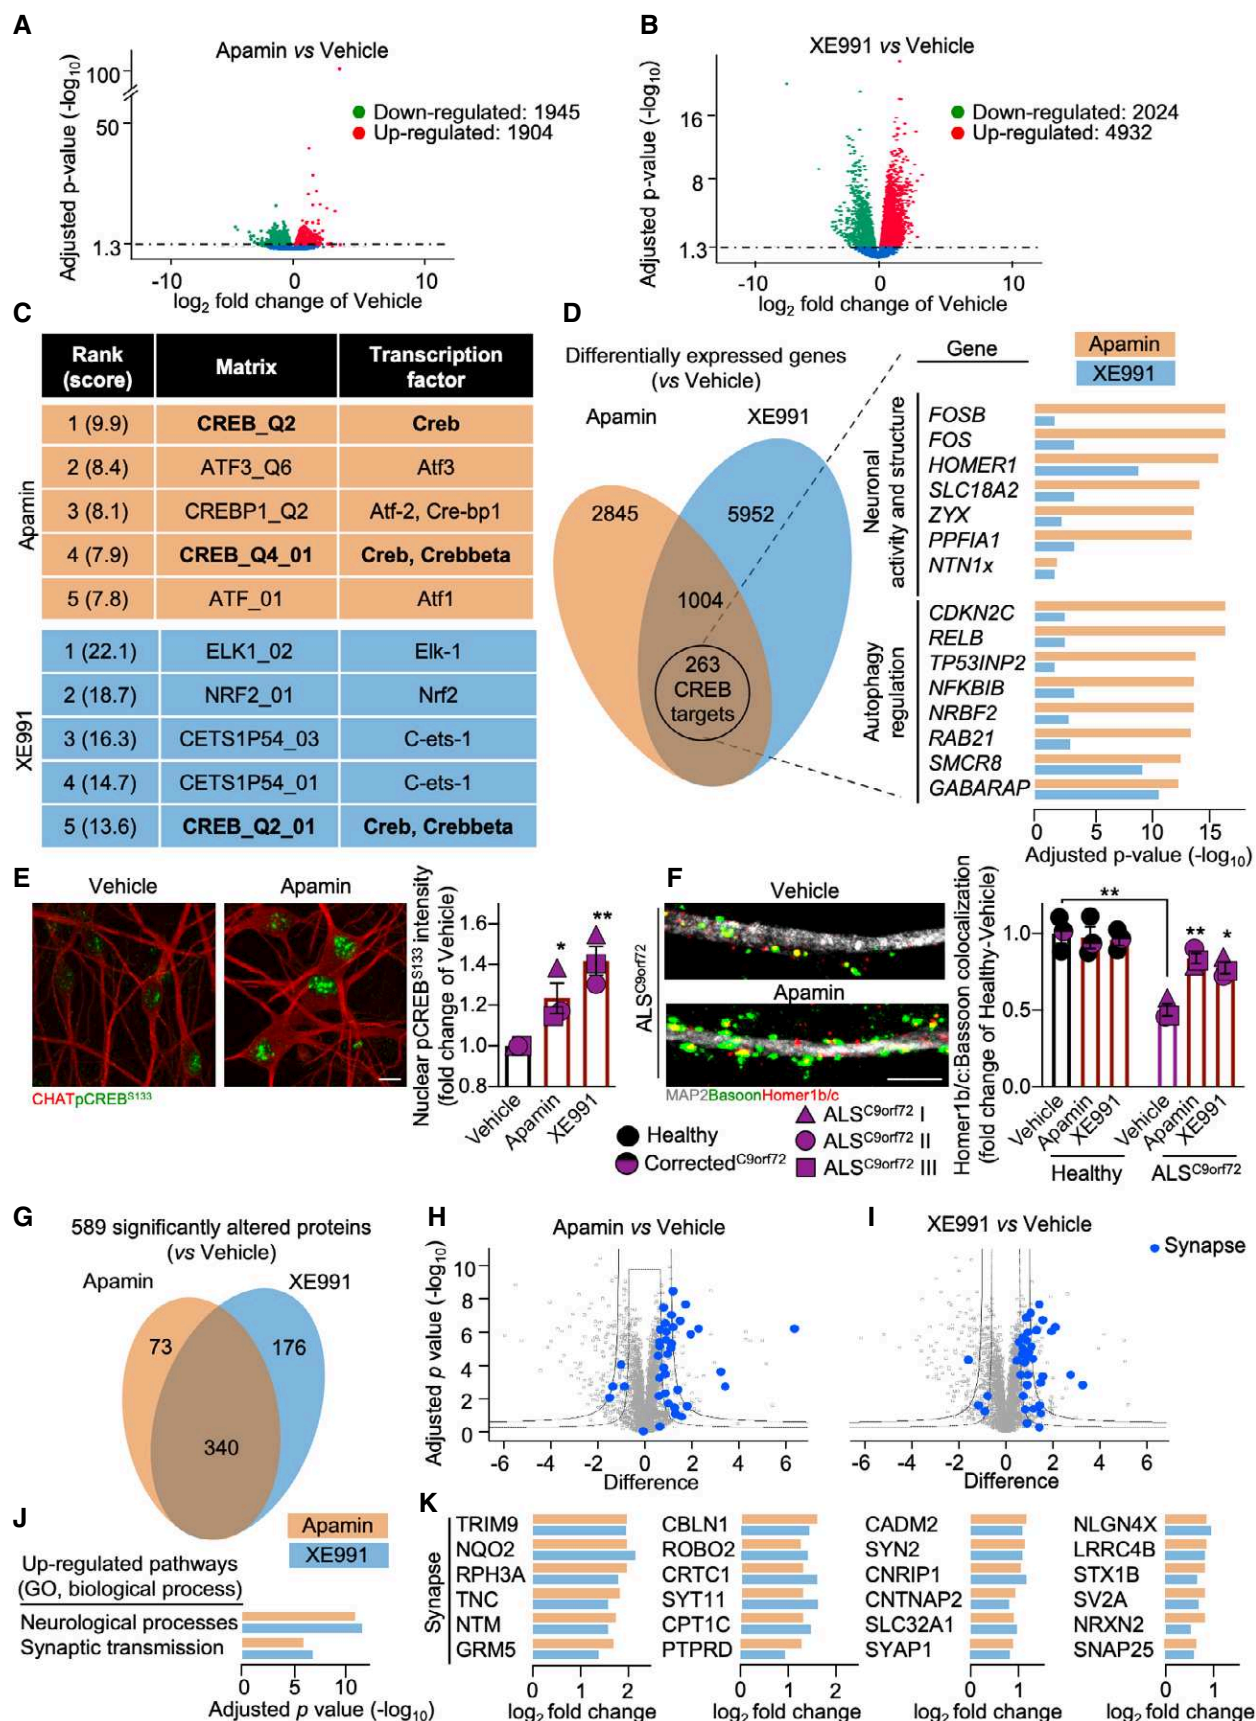 A
Apamin vs Vehicle
Adjusted p-value (-log10)
100
50
1.3
Down-regulated: 1945
Up-regulated: 1904
-10
0
10
log2 fold change of Vehicle
B
XE991 vs Vehicle
Adjusted p-value (-log10)
16
8
1.3
Down-regulated: 2024
Up-regulated: 4932
-10
0
10
log2 fold change of Vehicle
C
Rank (score) Matrix Transcription factor
Apamin
1 (9.9) CREB_Q2 Creb
2 (8.4) ATF3_Q6 Atf3
3 (8.1) CREBP1_Q2 Atf-2, Cre-bp1
4 (7.9) CREB_Q4_01 Creb, Crebbeta
5 (7.8) ATF_01 Atf1
XE991
1 (22.1) ELK1_02 Elk-1
2 (18.7) NRF2_01 Nrf2
3 (16.3) CETS1P54_03 C-ets-1
4 (14.7) CETS1P54_01 C-ets-1
5 (13.6) CREB_Q2_01 Creb, Crebbeta
D
Differentially expressed genes
(vs Vehicle)
Apamin
XE991
2845
5952
1004
263
CREB
targets
Gene
Apamin
XE991
Neuronal
activity and structure
FOSB
FOS
HOMER1
SLC18A2
ZYX
PPFIA1
NTN1x
Autophagy
regulation
CDKN2C
RELB
TP53INP2
NFKBIB
NRBF2
RAB21
SMCR8
GABARAP
0 5 10 15
Adjusted p-value (-log10)
E
Vehicle
Apamin
CHATpCREBS133
Nuclear pCREBS133 intensity
(fold change of Vehicle)
1.6
1.4
1.2
1.0
0.8
*
**
Vehicle
Apamin
XE991
F
Vehicle
ALSC9orf72
Apamin
MAP2BasoonHomer1b/c
Homer1b/c:Bassoon colocalization
(fold change of Healthy-Vehicle)
1.0
0.5
0.0
**
**
*
Vehicle
Apamin
XE991
Vehicle
Apamin
XE991
Healthy
ALSC9orf72
Healthy
CorrectedC9orf72
ALSC9orf72 I
ALSC9orf72 II
ALSC9orf72 III
G
589 significantly altered proteins
(vs Vehicle)
Apamin
XE991
73
176
340
H
Apamin vs Vehicle
Adjusted p value (-log10)
10
8
6
4
2
0
-6 -4 -2 0 2 4 6
Difference
I
XE991 vs Vehicle
Synapse
-6 -4 -2 0 2 4 6
Difference
J
Apamin
XE991
Up-regulated pathways
(GO, biological process)
Neurological processes
Synaptic transmission
0 5 10
Adjusted p value (-log10)
K
Synapse
TRIM9
NQO2
RPH3A
TNC
NTM
GRM5
0 1 2
log2 fold change
CBLN1
ROBO2
CRTC1
SYT11
CPT1C
PTPRD
0 1 2
log2 fold change
CADM2
SYN2
CNRIP1
CNTNAP2
SLC32A1
SYAP1
0 1
log2 fold change
NLGN4X
LRRC4B
STX1B
SV2A
NRXN2
SNAP25
0 1
log2 fold change